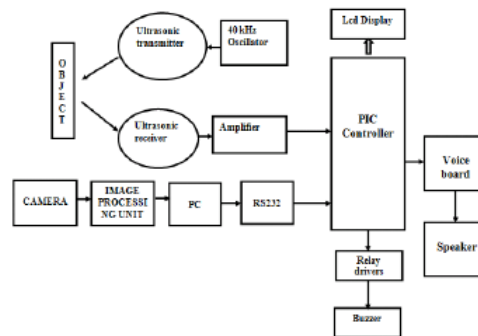 Lcd Display
Ultrasonic
transmitter
40 kHz
Oscillator
OBJECT
PIC
Controller
Ultrasonic
receiver
Amplifier
Voice
board
CAMERA
IMAGE
PROCESSI
NG UNIT
PC
RS232
Speaker
Relay
drivers
Buzzer